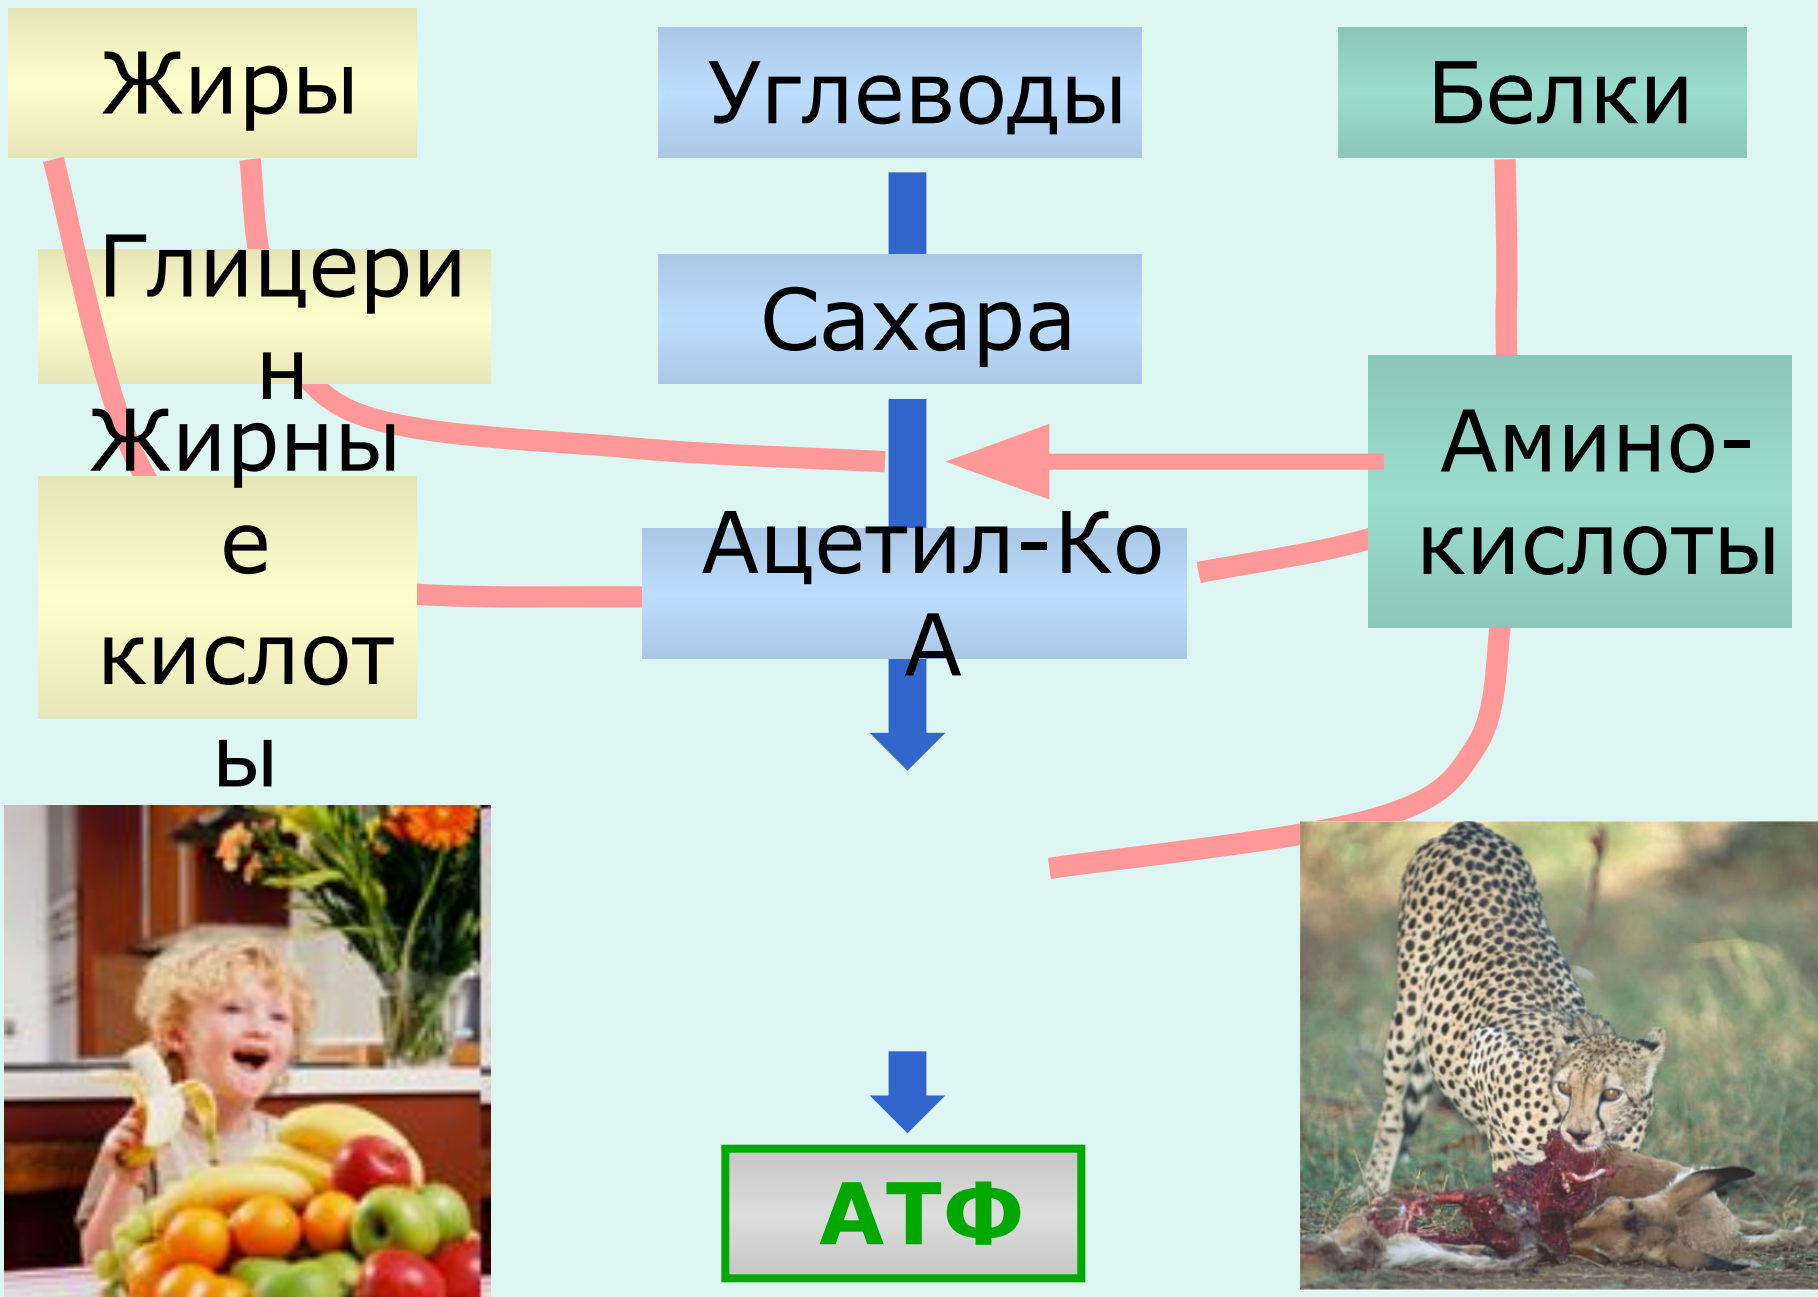 Жиры
Углеводы
Белки
Глицери
н
Сахара
Жирны
е
кислот
ы
Ацетил-Ко
А
Амино-
кислоты
АТФ